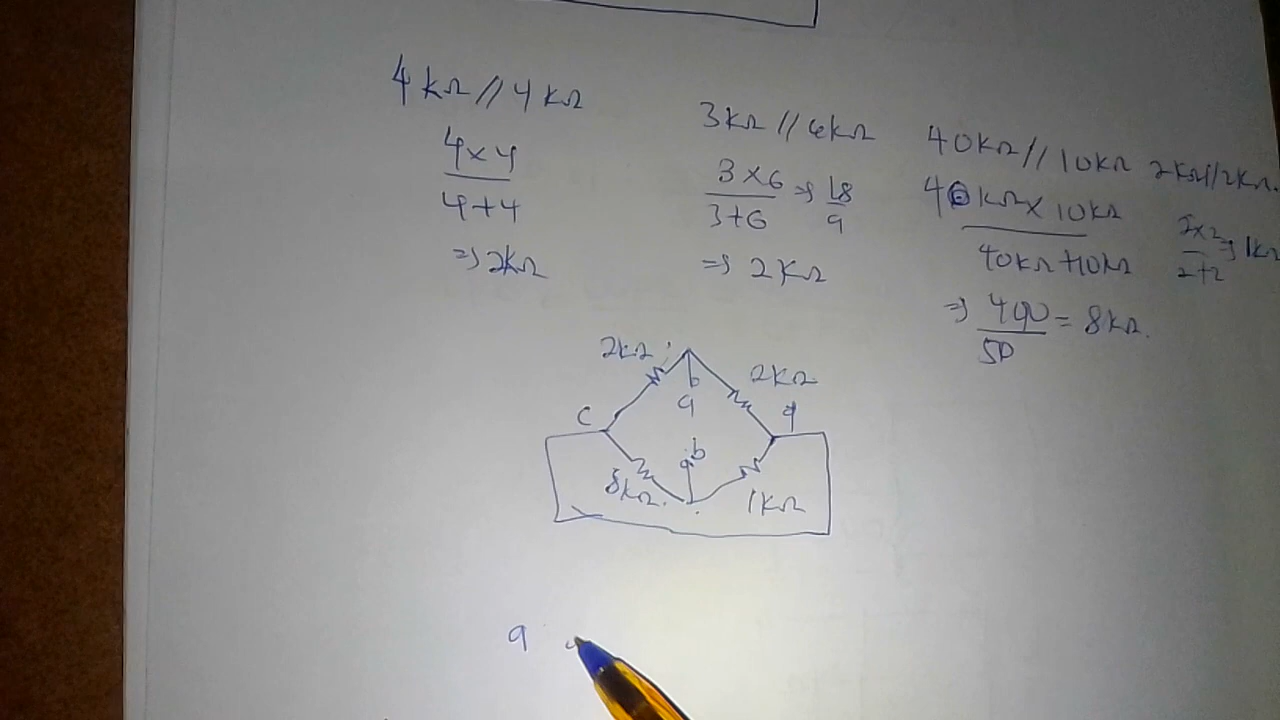 4kΩ//4kΩ
4×4
4+4
⇒2kΩ
3kΩ//6kΩ
3×6 ⇒ 18
3+6 9
⇒ 2kΩ
40kΩ//10kΩ
40kΩ×10kΩ
40kΩ+10kΩ
⇒ 400 = 8kΩ.
50
2kΩ//2kΩ.
2×2 ⇒ 1kΩ
2+2
2kΩ
2kΩ
a
c
d
b
8kΩ.
1kΩ
a